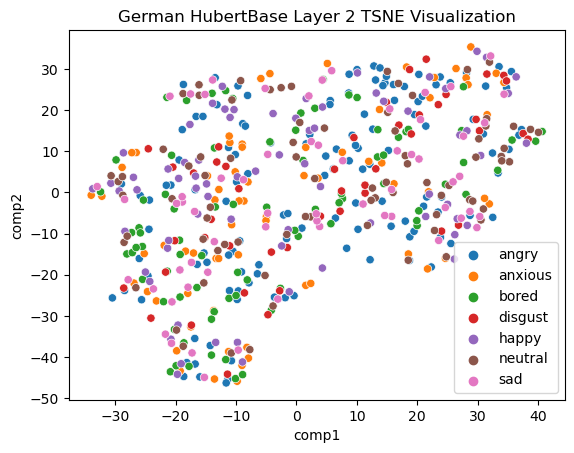 German HubertBase Layer 2 TSNE Visualization
comp2
30
20
10
0
−10
−20
−30
−40
−50
angry
anxious
bored
disgust
happy
neutral
sad
−30
−20
−10
0
10
20
30
40
comp1